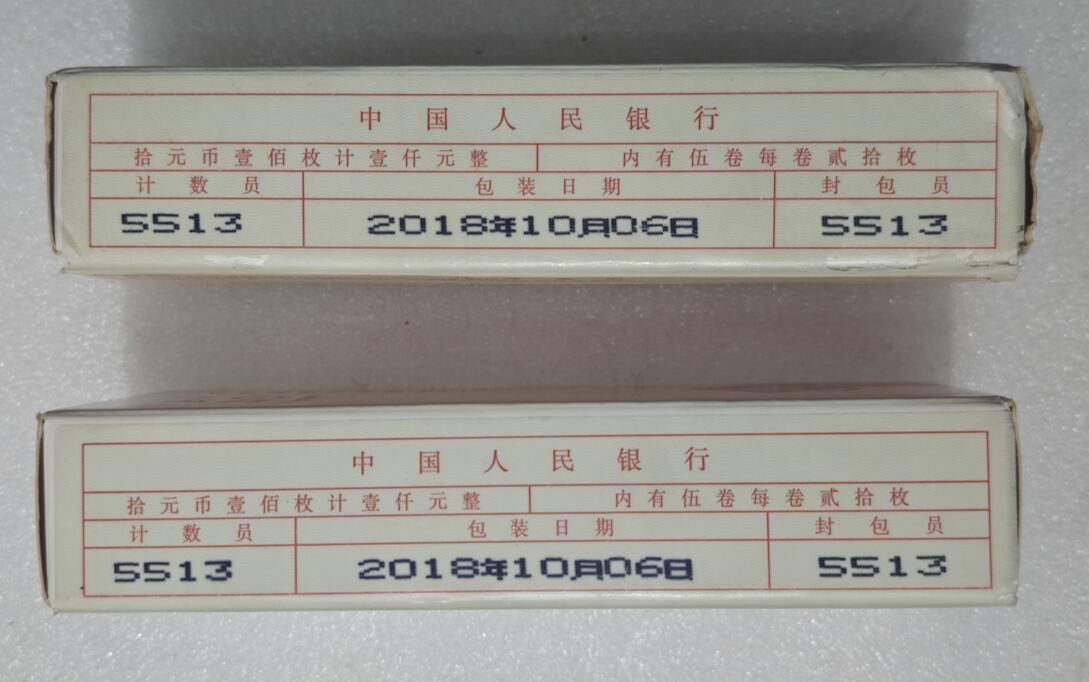 中国人民银行
拾元币壹佰枚计壹仟元整 内有伍卷每卷贰拾枚
计数员 包装日期 封包员
5513 2018年10月06日 5513
中国人民银行
拾元币壹佰枚计壹仟元整 内有伍卷每卷贰拾枚
计数员 包装日期 封包员
5513 2018年10月06日 5513